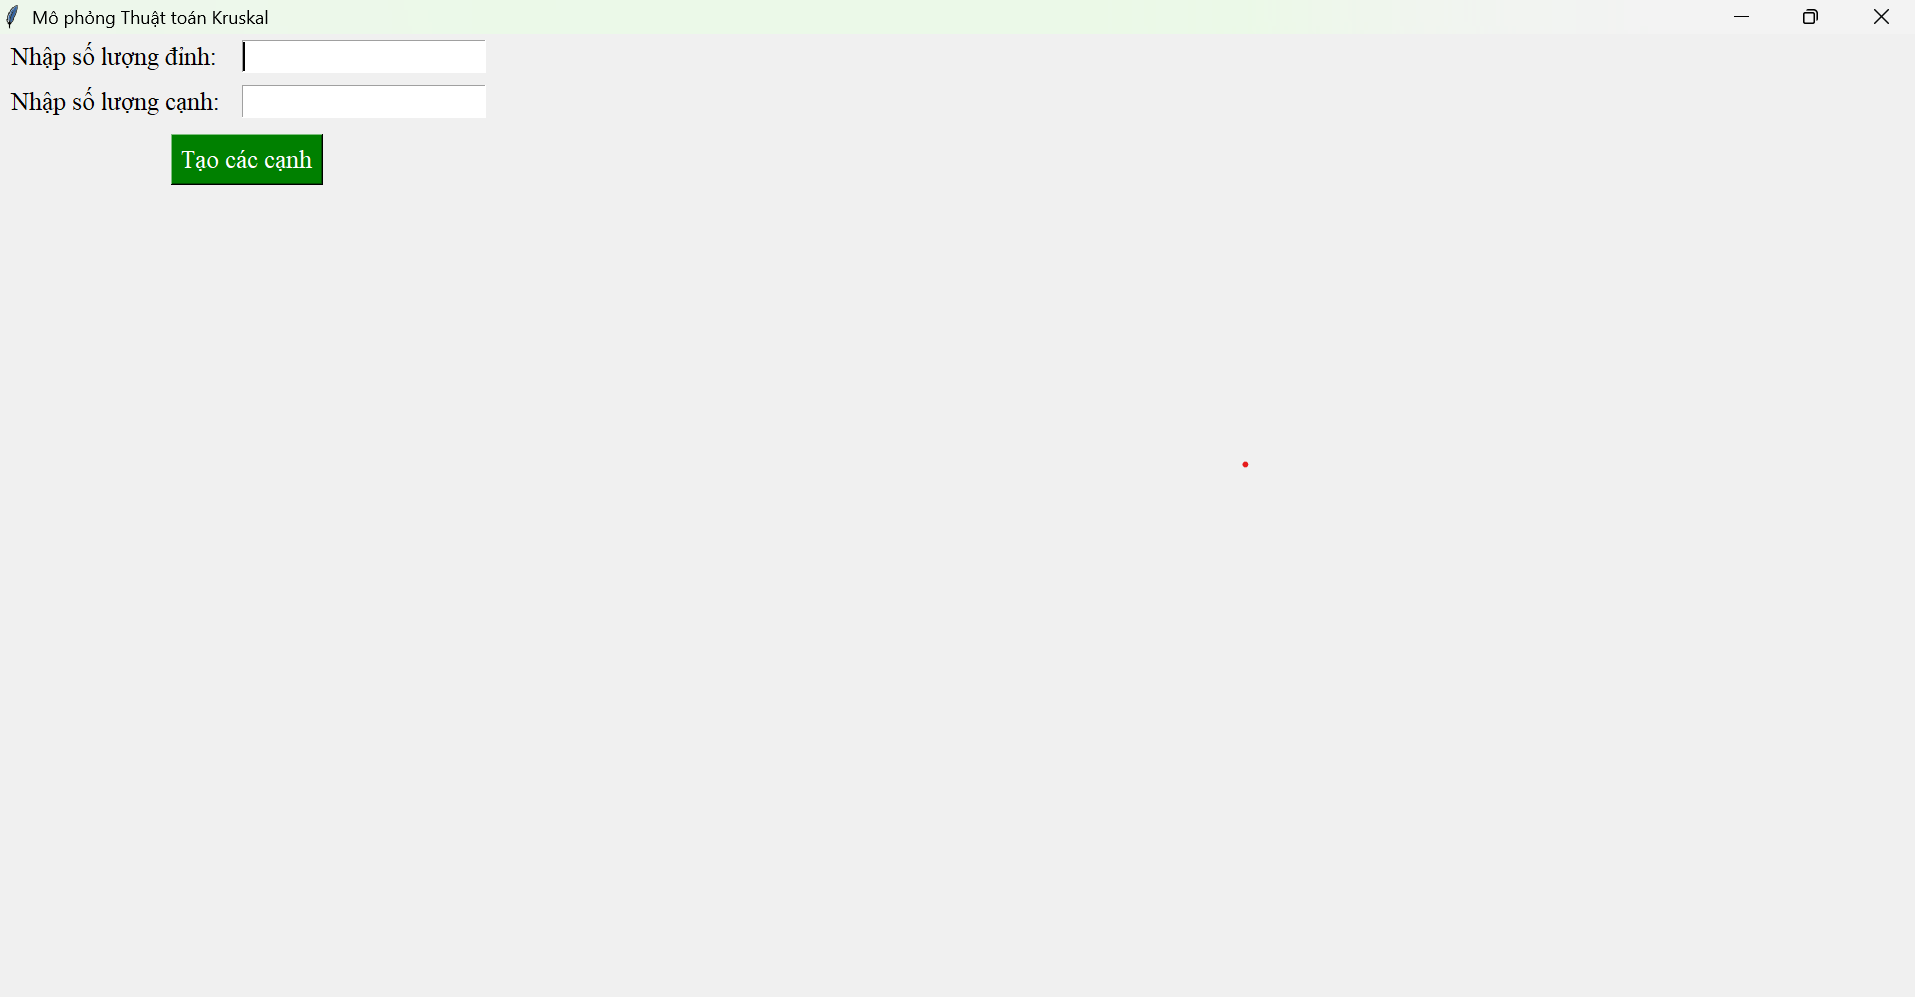 Mô phỏng Thuật toán Kruskal
Nhập số lượng đỉnh:
Nhập số lượng cạnh:
Tạo các cạnh